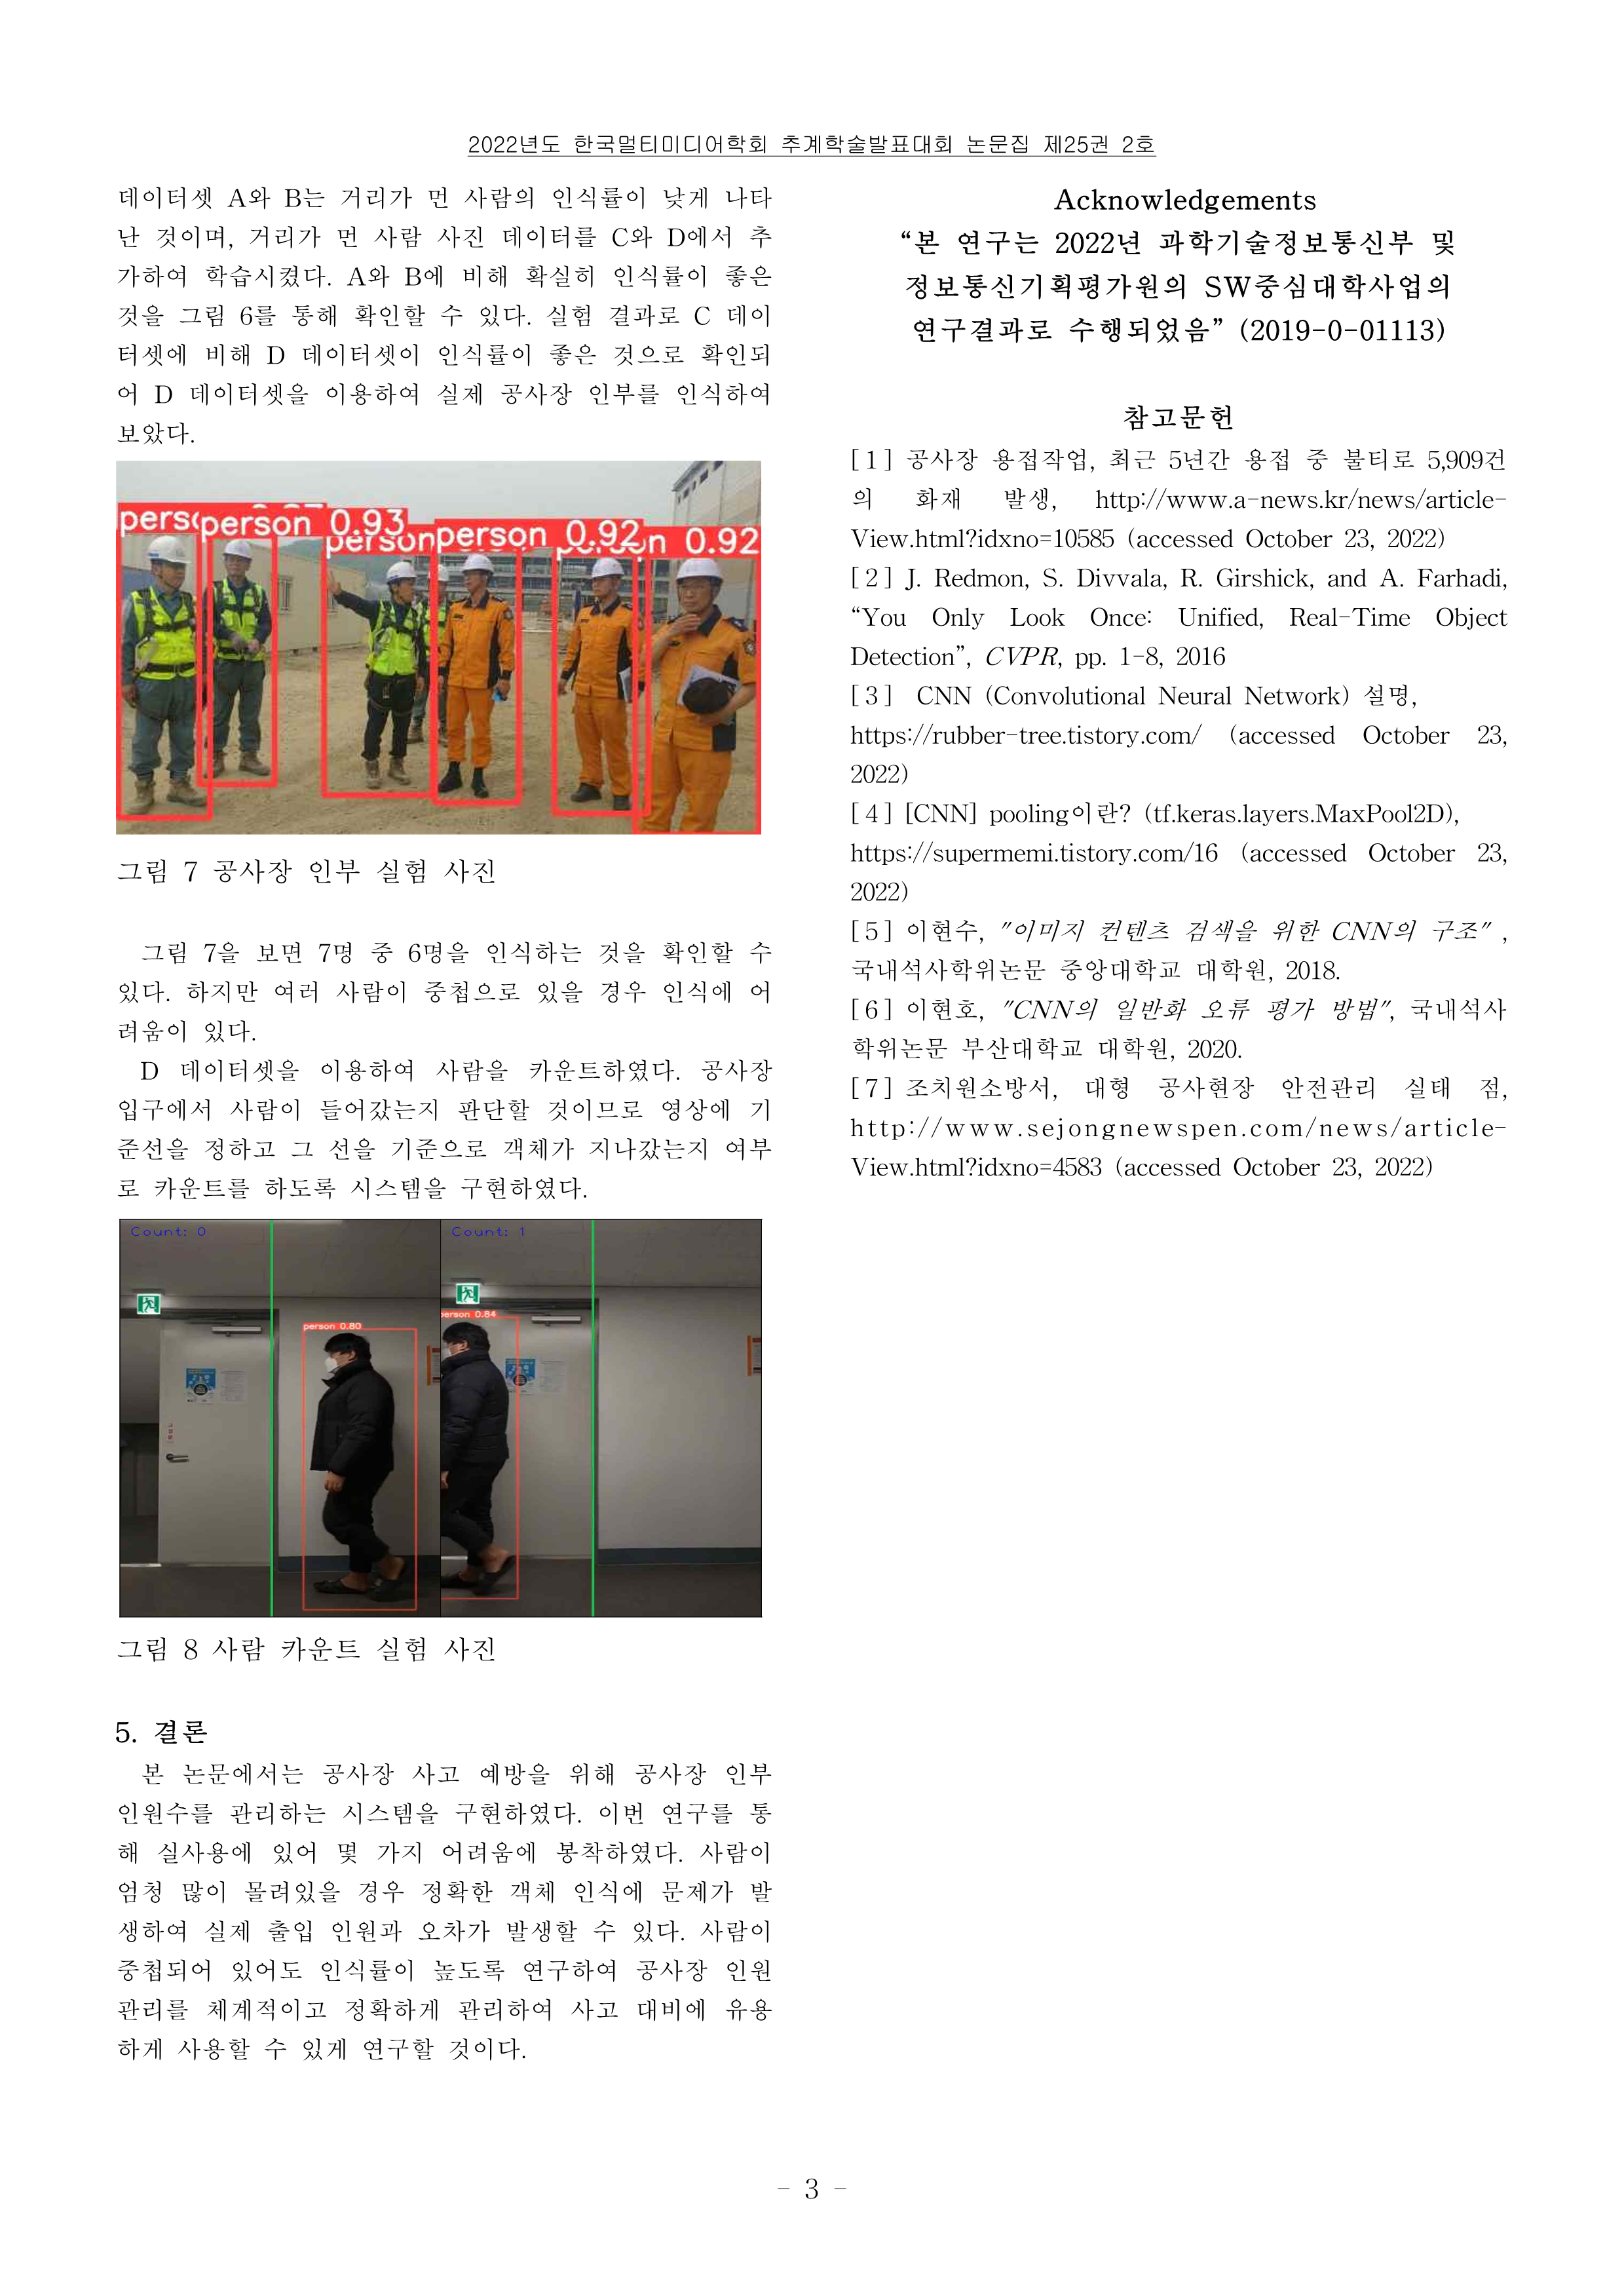 2022년도 한국멀티미디어학회 추계학술발표대회 논문집 제25권 2호
데이터셋 A와 B는 거리가 먼 사람의 인식률이 낮게 나타
난 것이며, 거리가 먼 사람 사진 데이터를 C와 D에서 추
가하여 학습시켰다. A와 B에 비해 확실히 인식률이 좋은
것을 그림 6를 통해 확인할 수 있다. 실험 결과로 C 데이
터셋에 비해 D 데이터셋이 인식률이 좋은 것으로 확인되
어 D 데이터셋을 이용하여 실제 공사장 인부를 인식하여
보았다.
person 0.93
person
person 0.92
0.92
그림 7 공사장 인부 실험 사진
그림 7을 보면 7명 중 6명을 인식하는 것을 확인할 수
있다. 하지만 여러 사람이 중첩으로 있을 경우 인식에 어
려움이 있다.
D 데이터셋을 이용하여 사람을 카운트하였다. 공사장
입구에서 사람이 들어갔는지 판단할 것이므로 영상에 기
준선을 정하고 그 선을 기준으로 객체가 지나갔는지 여부
로 카운트를 하도록 시스템을 구현하였다.
Count: 0
Count: 1
person 0.80
erson 0.84
그림 8 사람 카운트 실험 사진
5. 결론
본 논문에서는 공사장 사고 예방을 위해 공사장 인부
인원수를 관리하는 시스템을 구현하였다. 이번 연구를 통
해 실사용에 있어 몇 가지 어려움에 봉착하였다. 사람이
엄청 많이 몰려있을 경우 정확한 객체 인식에 문제가 발
생하여 실제 출입 인원과 오차가 발생할 수 있다. 사람이
중첩되어 있어도 인식률이 높도록 연구하여 공사장 인원
관리를 체계적이고 정확하게 관리하여 사고 대비에 유용
하게 사용할 수 있게 연구할 것이다.
Acknowledgements
“본 연구는 2022년 과학기술정보통신부 및
정보통신기획평가원의 SW중심대학사업의
연구결과로 수행되었음” (2019-0-01113)
참고문헌
[1] 공사장 용접작업, 최근 5년간 용접 중 불티로 5,909건
의 화재 발생, http://www.a-news.kr/news/article-
View.html?idxno=10585 (accessed October 23, 2022)
[2] J. Redmon, S. Divvala, R. Girshick, and A. Farhadi,
“You Only Look Once: Unified, Real-Time Object
Detection”, CVPR, pp. 1-8, 2016
[3] CNN (Convolutional Neural Network) 설명,
https://rubber-tree.tistory.com/ (accessed October 23,
2022)
[4] [CNN] pooling이란? (tf.keras.layers.MaxPool2D),
https://supermemi.tistory.com/16 (accessed October 23,
2022)
[5] 이현수, "이미지 컨텐츠 검색을 위한 CNN의 구조" ,
국내석사학위논문 중앙대학교 대학원, 2018.
[6] 이현호, "CNN의 일반화 오류 평가 방법", 국내석사
학위논문 부산대학교 대학원, 2020.
[7] 조치원소방서, 대형 공사현장 안전관리 실태 점,
http://www.sejongnewspen.com/news/article-
View.html?idxno=4583 (accessed October 23, 2022)
- 3 -